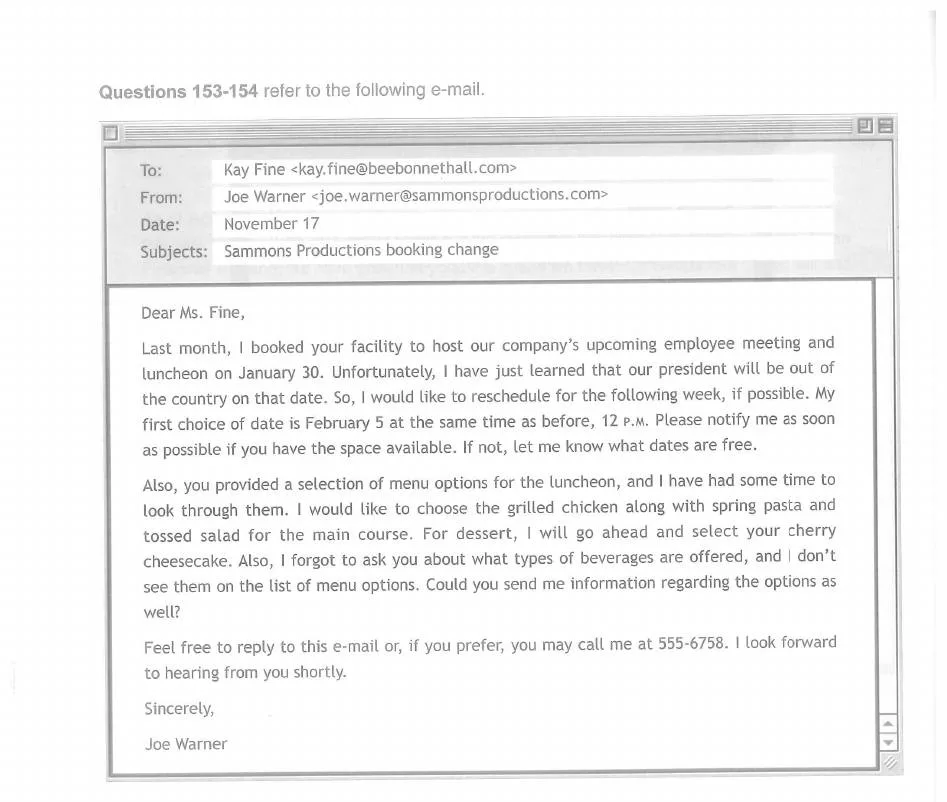 Questions 153-154 refer to the following e-mail.
To: Kay Fine <kay.fine@beebonnethall.com>
From: Joe Warner <joe.warner@sammonsproductions.com>
Date: November 17
Subjects: Sammons Productions booking change
Dear Ms. Fine,
Last month, I booked your facility to host our company's upcoming employee meeting and
luncheon on January 30. Unfortunately, I have just learned that our president will be out of
the country on that date. So, I would like to reschedule for the following week, if possible. My
first choice of date is February 5 at the same time as before, 12 P.M. Please notify me as soon
as possible if you have the space available. If not, let me know what dates are free.
Also, you provided a selection of menu options for the luncheon, and I have had some time to
look through them. I would like to choose the grilled chicken along with spring pasta and
tossed salad for the main course. For dessert, I will go ahead and select your cherry
cheesecake. Also, I forgot to ask you about what types of beverages are offered, and I don't
see them on the list of menu options. Could you send me information regarding the options as
well?
Feel free to reply to this e-mail or, if you prefer, you may call me at 555-6758. I look forward
to hearing from you shortly.
Sincerely,
Joe Warner